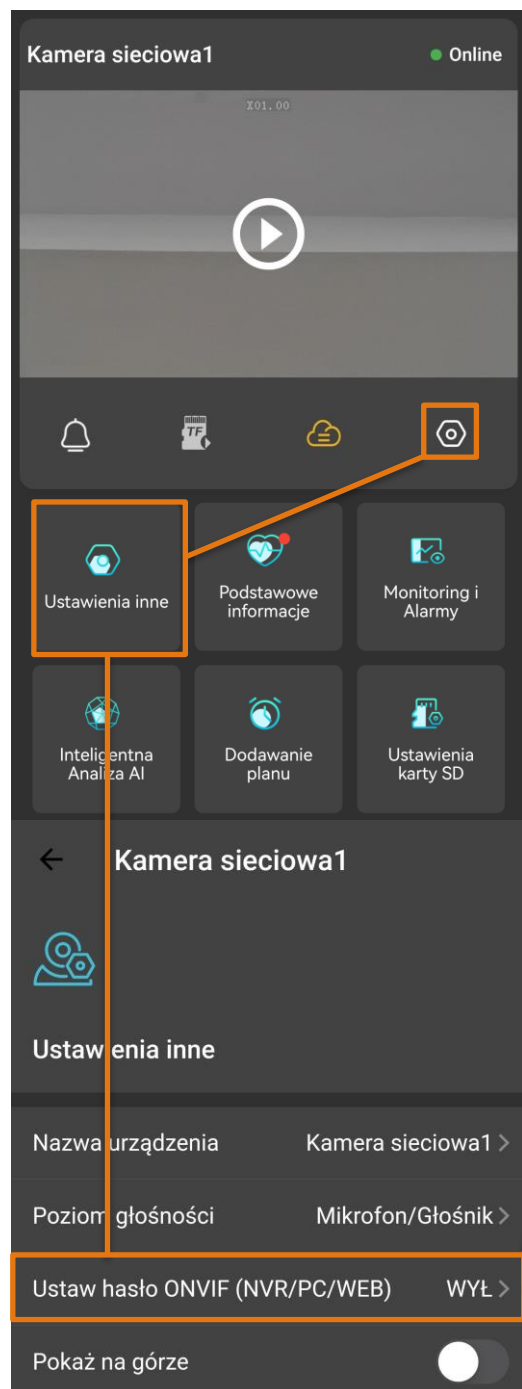 Kamera sieciowa1
Online
X01.00
TF
Ustawienia inne
Podstawowe
informacje
Monitoring i
Alarmy
Inteligentna
Analiza AI
Dodawanie
planu
Ustawienia
karty SD
Kamera sieciowa1
Ustawienia inne
Nazwa urządzenia Kamera sieciowa1
Poziom głośności Mikrofon/Głośnik
Ustaw hasło ONVIF (NVR/PC/WEB) WYŁ
Pokaż na górze